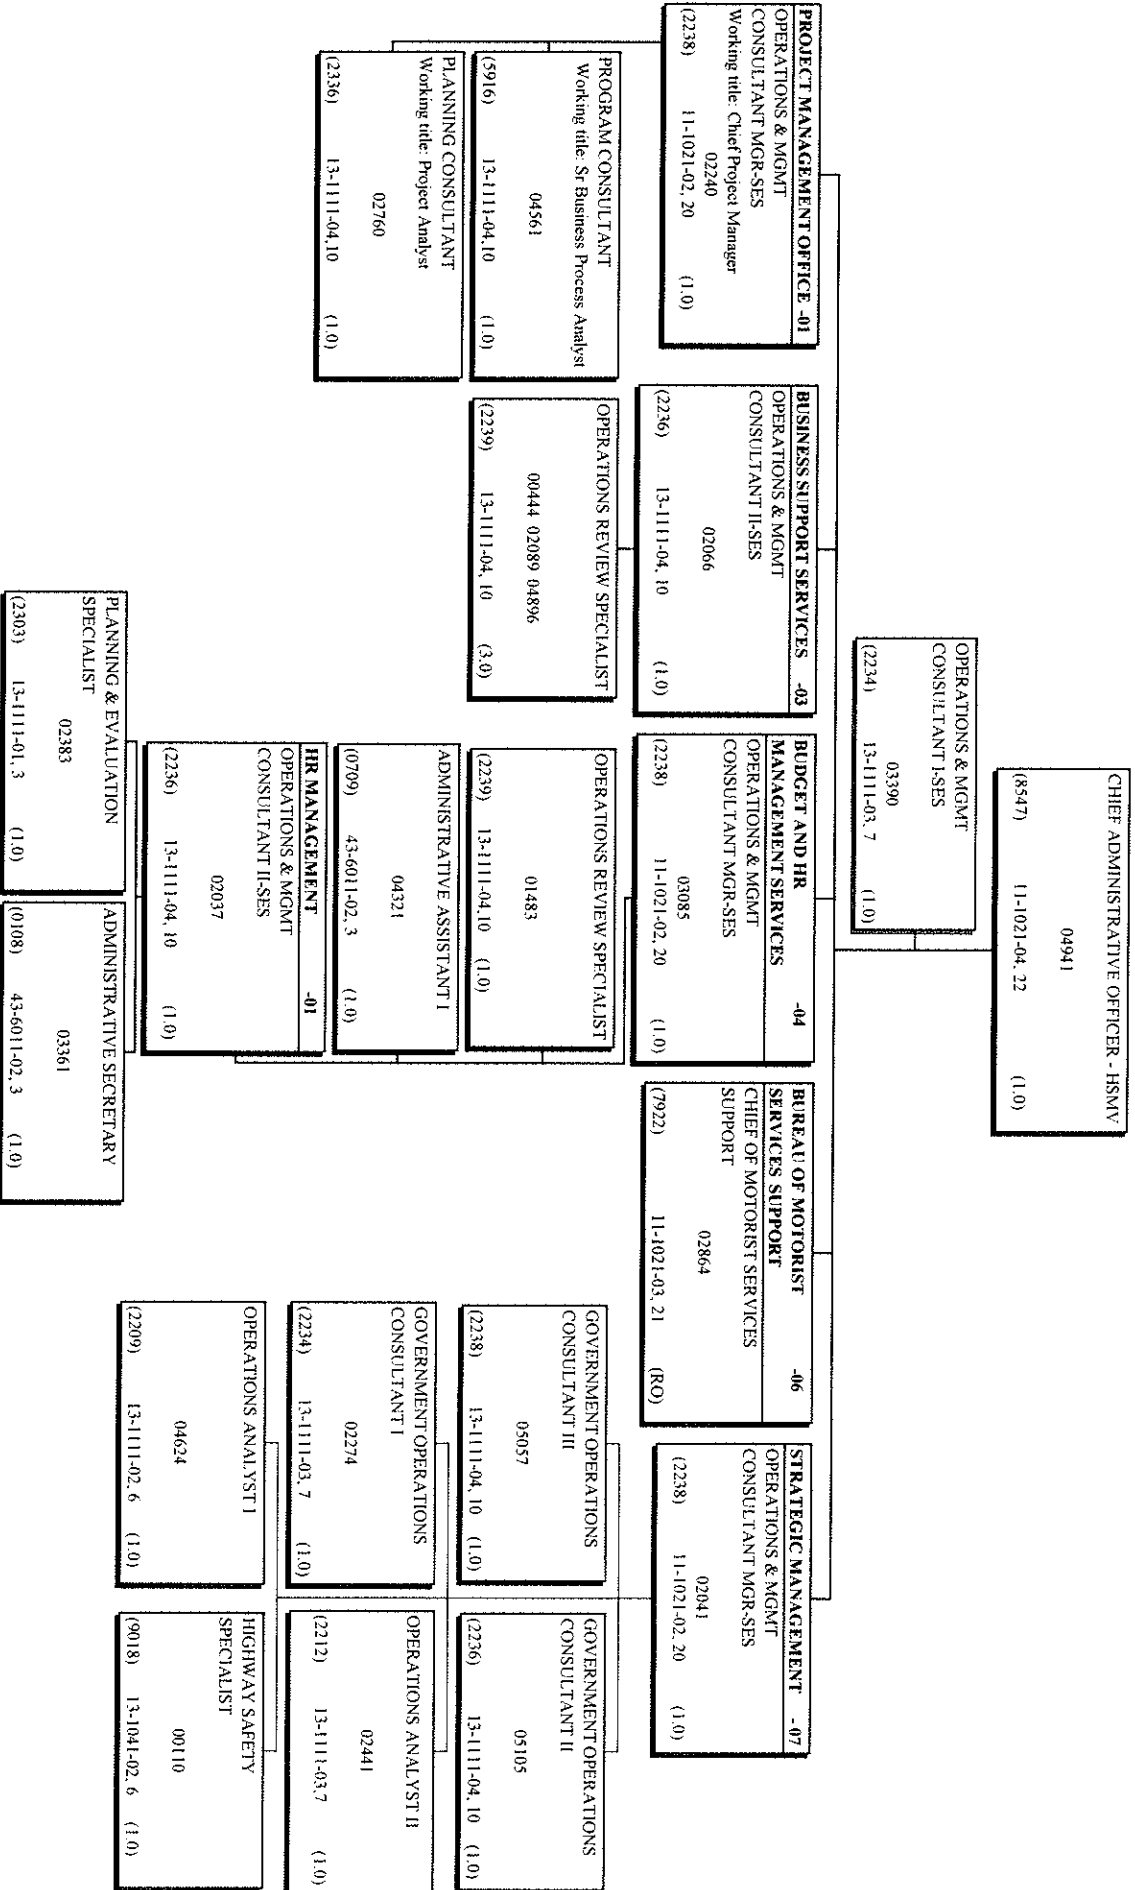 CHIEF ADMINISTRATIVE OFFICER - HSMV
04941
(8547) 11-1021-04, 22 (1.0)
OPERATIONS & MGMT
CONSULTANT I-SES
03390
(2234) 13-1111-03, 7 (1.0)
PROJECT MANAGEMENT OFFICE -01
OPERATIONS & MGMT
CONSULTANT MGR-SES
Working title: Chief Project Manager
02240
(2238) 11-1021-02, 20 (1.0)
PROGRAM CONSULTANT
Working title: Sr Business Process Analyst
04561
(5916) 13-1111-04,10 (1.0)
PLANNING CONSULTANT
Working title: Project Analyst
02760
(2336) 13-1111-04,10 (1.0)
BUSINESS SUPPORT SERVICES -03
OPERATIONS & MGMT
CONSULTANT II-SES
02066
(2236) 13-1111-04, 10 (1.0)
OPERATIONS REVIEW SPECIALIST
00444 02089 04896
(2239) 13-1111-04, 10 (3.0)
BUDGET AND HR
MANAGEMENT SERVICES -04
OPERATIONS & MGMT
CONSULTANT MGR-SES
03085
(2238) 11-1021-02, 20 (1.0)
OPERATIONS REVIEW SPECIALIST
01483
(2239) 13-1111-04,10 (1.0)
ADMINISTRATIVE ASSISTANT I
04321
(0709) 43-6011-02, 3 (1.0)
HR MANAGEMENT -01
OPERATIONS & MGMT
CONSULTANT II-SES
02037
(2236) 13-1111-04, 10 (1.0)
PLANNING & EVALUATION
SPECIALIST
02383
(2303) 13-1111-01, 3 (1.0)
ADMINISTRATIVE SECRETARY
03361
(0108) 43-6011-02, 3 (1.0)
BUREAU OF MOTORIST
SERVICES SUPPORT -06
CHIEF OF MOTORIST SERVICES
SUPPORT
02864
(7922) 11-1021-03, 21 (RO)
STRATEGIC MANAGEMENT - 07
OPERATIONS & MGMT
CONSULTANT MGR-SES
02041
(2238) 11-1021-02, 20 (1.0)
GOVERNMENT OPERATIONS
CONSULTANT III
05057
(2238) 13-1111-04, 10 (1.0)
GOVERNMENT OPERATIONS
CONSULTANT II
05105
(2236) 13-1111-04, 10 (1.0)
GOVERNMENT OPERATIONS
CONSULTANT I
02274
(2234) 13-1111-03, 7 (1.0)
OPERATIONS ANALYST II
02441
(2212) 13-1111-03,7 (1.0)
OPERATIONS ANALYST I
04624
(2209) 13-1111-02, 6 (1.0)
HIGHWAY SAFETY
SPECIALIST
00110
(9018) 13-1041-02, 6 (1.0)